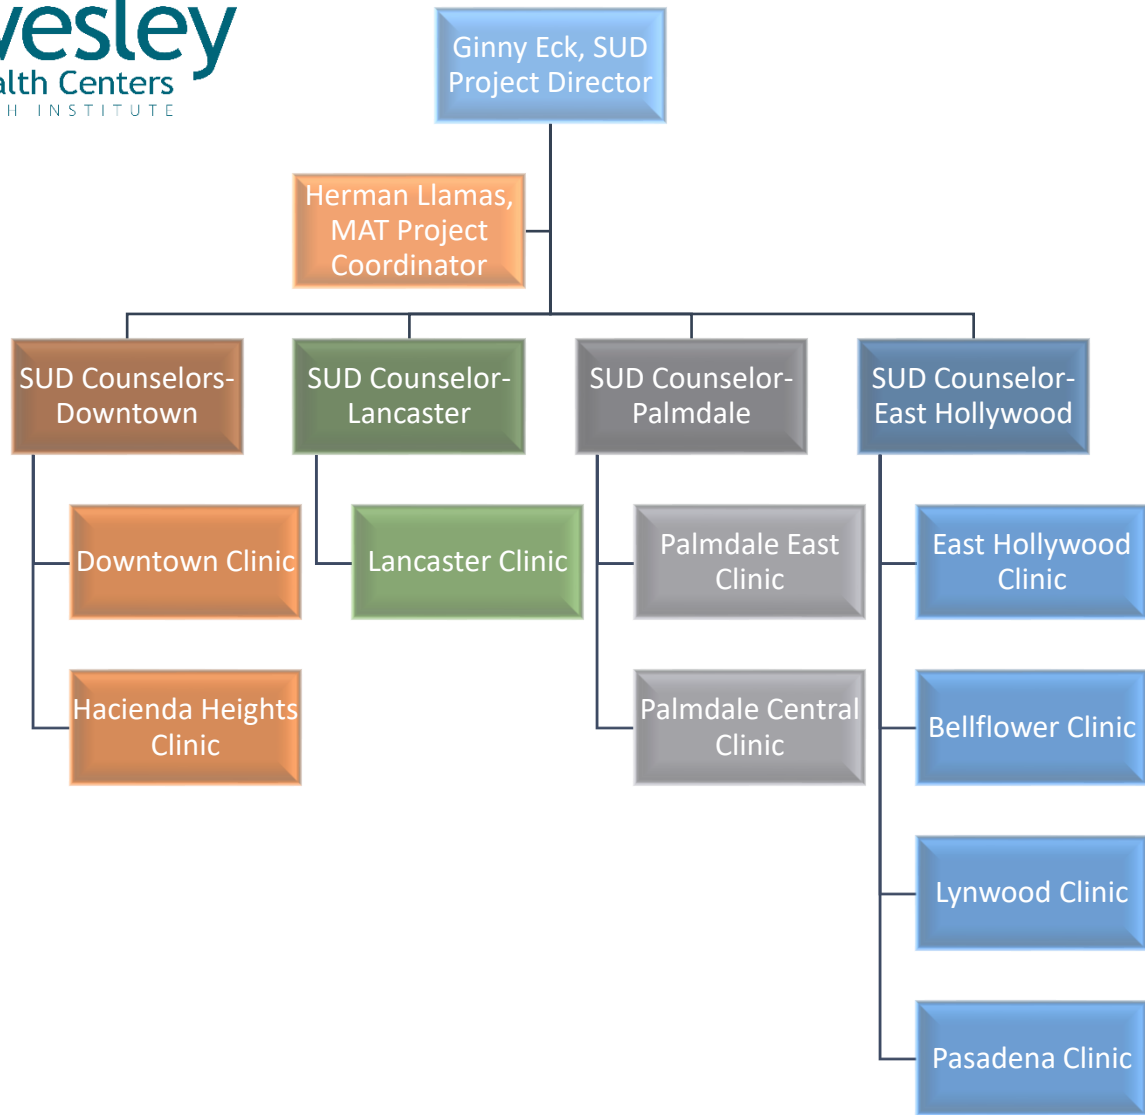 wesley
alth Centers
H INSTITUTE
Ginny Eck, SUD
Project Director
Herman Llamas,
MAT Project
Coordinator
SUD Counselors-
Downtown
SUD Counselor-
Lancaster
SUD Counselor-
Palmdale
SUD Counselor-
East Hollywood
Downtown Clinic
Lancaster Clinic
Palmdale East
Clinic
East Hollywood
Clinic
Hacienda Heights
Clinic
Palmdale Central
Clinic
Bellflower Clinic
Lynwood Clinic
Pasadena Clinic